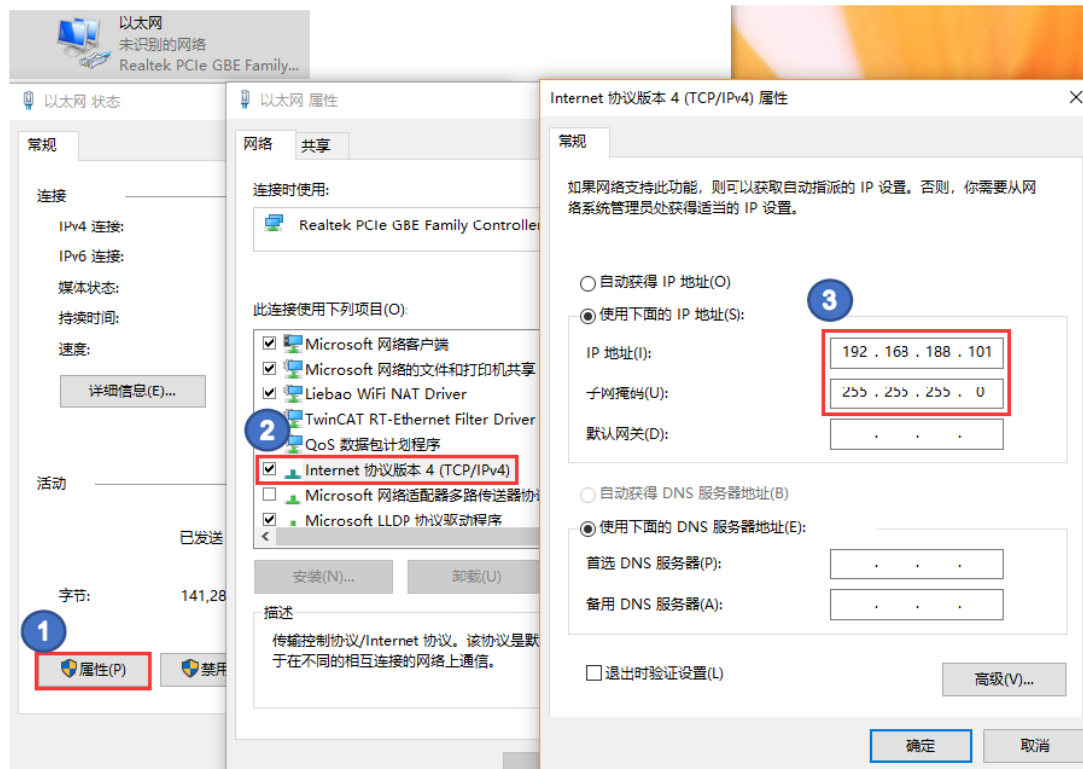 以太网
未识别的网络
Realtek PCIe GBE Family...
以太网 状态
常规
连接
IPv4 连接:
IPv6 连接:
媒体状态:
持续时间:
速度:
详细信息(E)...
活动
已发送
字节:
141,28
1
属性(P)
禁用
以太网 属性
网络
共享
连接时使用:
Realtek PCIe GBE Family Controller
此连接使用下列项目(O):
Microsoft 网络客户端
Microsoft 网络的文件和打印机共享
Liebao WiFi NAT Driver
TwinCAT RT-Ethernet Filter Driver
2
QoS 数据包计划程序
Internet 协议版本 4 (TCP/IPv4)
Microsoft 网络适配器多路传送器协议
Microsoft LLDP 协议驱动程序
安装(N)...
卸载(U)
描述
传输控制协议/Internet 协议。该协议是默
于在不同的相互连接的网络上通信。
Internet 协议版本 4 (TCP/IPv4) 属性
常规
如果网络支持此功能，则可以获取自动指派的 IP 设置。否则，你需要从网
络系统管理员处获得适当的 IP 设置。
自动获得 IP 地址(O)
3
使用下面的 IP 地址(S):
IP 地址(I):
192 . 168 . 188 . 101
子网掩码(U):
255 . 255 . 255 . 0
默认网关(D):
. . .
自动获得 DNS 服务器地址(B)
使用下面的 DNS 服务器地址(E):
首选 DNS 服务器(P):
. . .
备用 DNS 服务器(A):
. . .
退出时验证设置(L)
高级(V)...
确定
取消